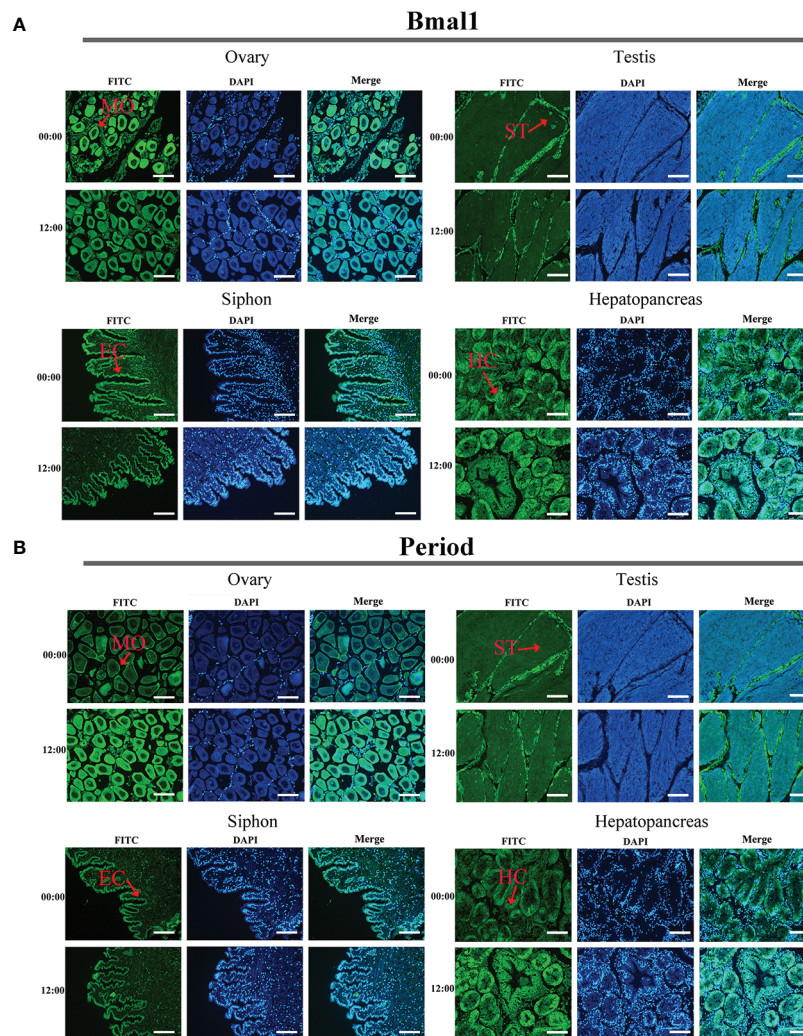 A
Bmal1
Ovary
Testis
FITC DAPI Merge
FITC DAPI Merge
00:00
MO
00:00
ST
12:00
12:00
Siphon
Hepatopancreas
FITC DAPI Merge
FITC DAPI Merge
00:00
EC
00:00
HC
12:00
12:00
B
Period
Ovary
Testis
FITC DAPI Merge
FITC DAPI Merge
00:00
MO
00:00
ST
12:00
12:00
Siphon
Hepatopancreas
FITC DAPI Merge
FITC DAPI Merge
00:00
EC
00:00
HC
12:00
12:00